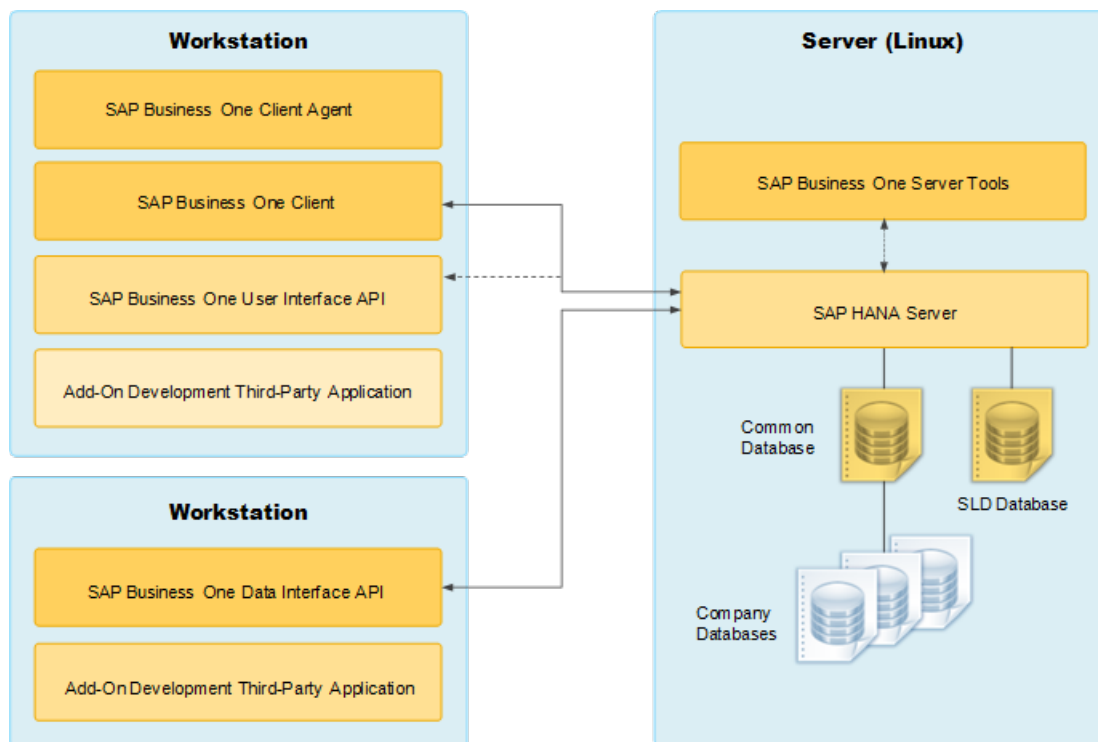 Workstation
SAP Business One Client Agent
SAP Business One Client
SAP Business One User Interface API
Add-On Development Third-Party Application
Workstation
SAP Business One Data Interface API
Add-On Development Third-Party Application
Server (Linux)
SAP Business One Server Tools
SAP HANA Server
Common
Database
SLD Database
Company
Databases